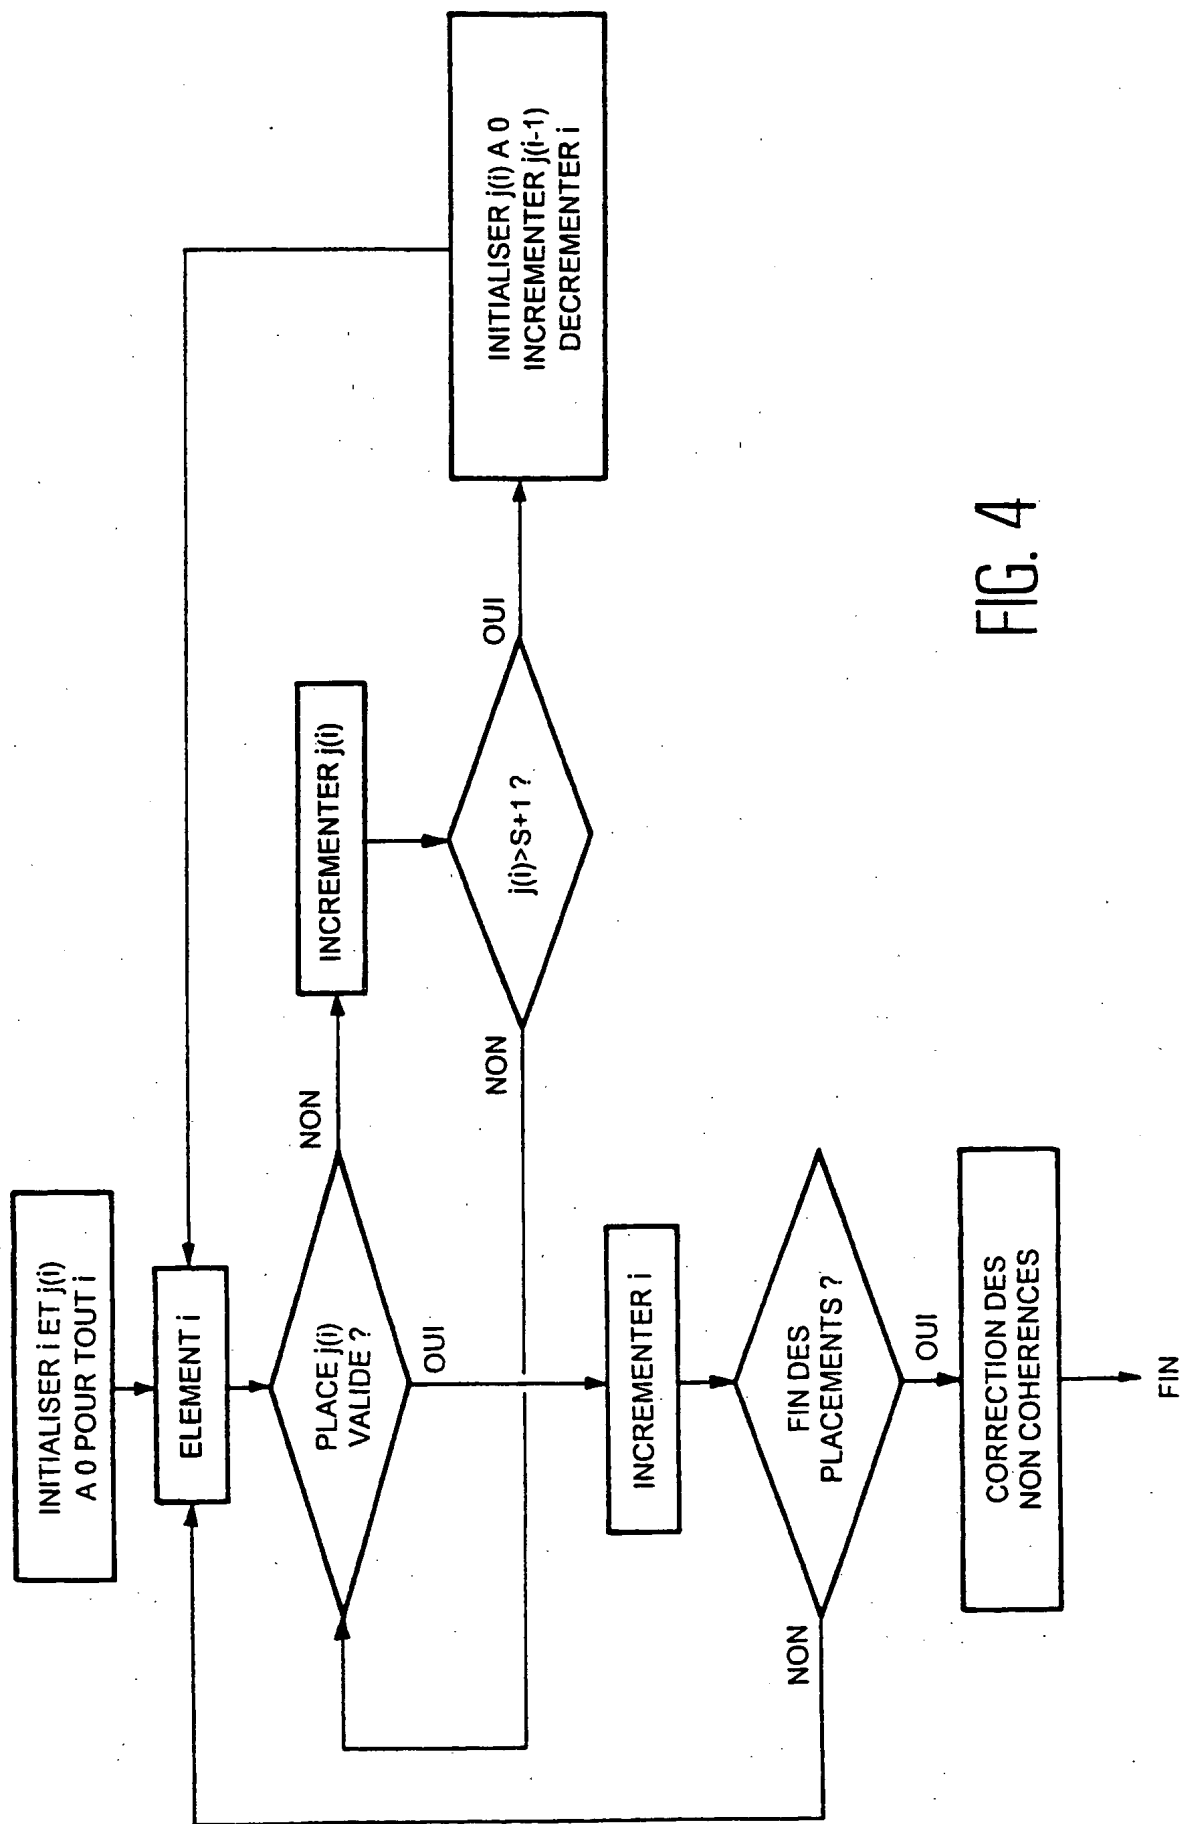 INITIALISER i ET j(i)
A 0 POUR TOUT i
ELEMENT i
PLACE j(i)
VALIDE ?
NON
OUI
INCREMENTER j(i)
j(i)>S+1 ?
OUI
NON
INITIALISER j(i) A 0
INCREMENTER j(i-1)
DECREMENTER i
INCREMENTER i
FIN DES
PLACEMENTS ?
NON
OUI
CORRECTION DES
NON COHERENCES
FIN
FIG. 4